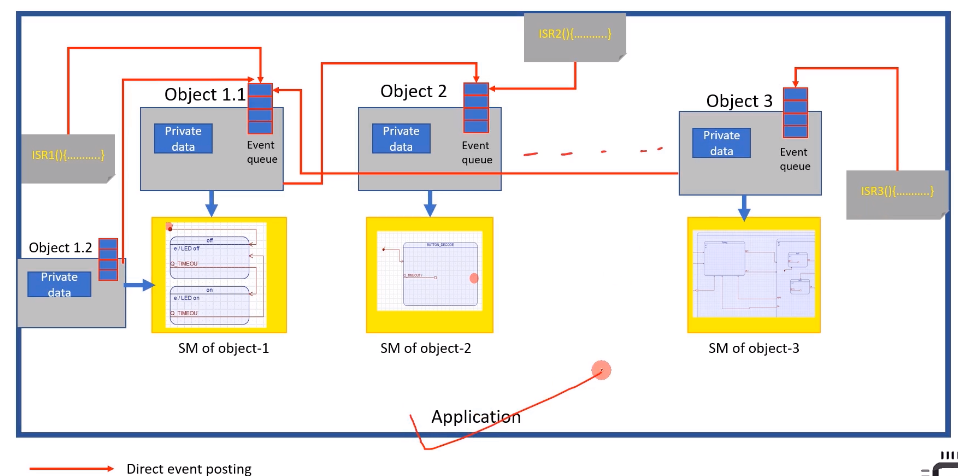 ISR2(){...........}
Object 1.1
Object 2
Object 3
Private
data
Event
queue
Private
data
Event
queue
Private
data
Event
queue
ISR1(){...........}
ISR3(){...........}
Object 1.2
Private
data
off
e / LED off
Q_TIMEOU
on
e / LED on
Q_TIMEOU
SM of object-1
SM of object-2
SM of object-3
Application
Direct event posting